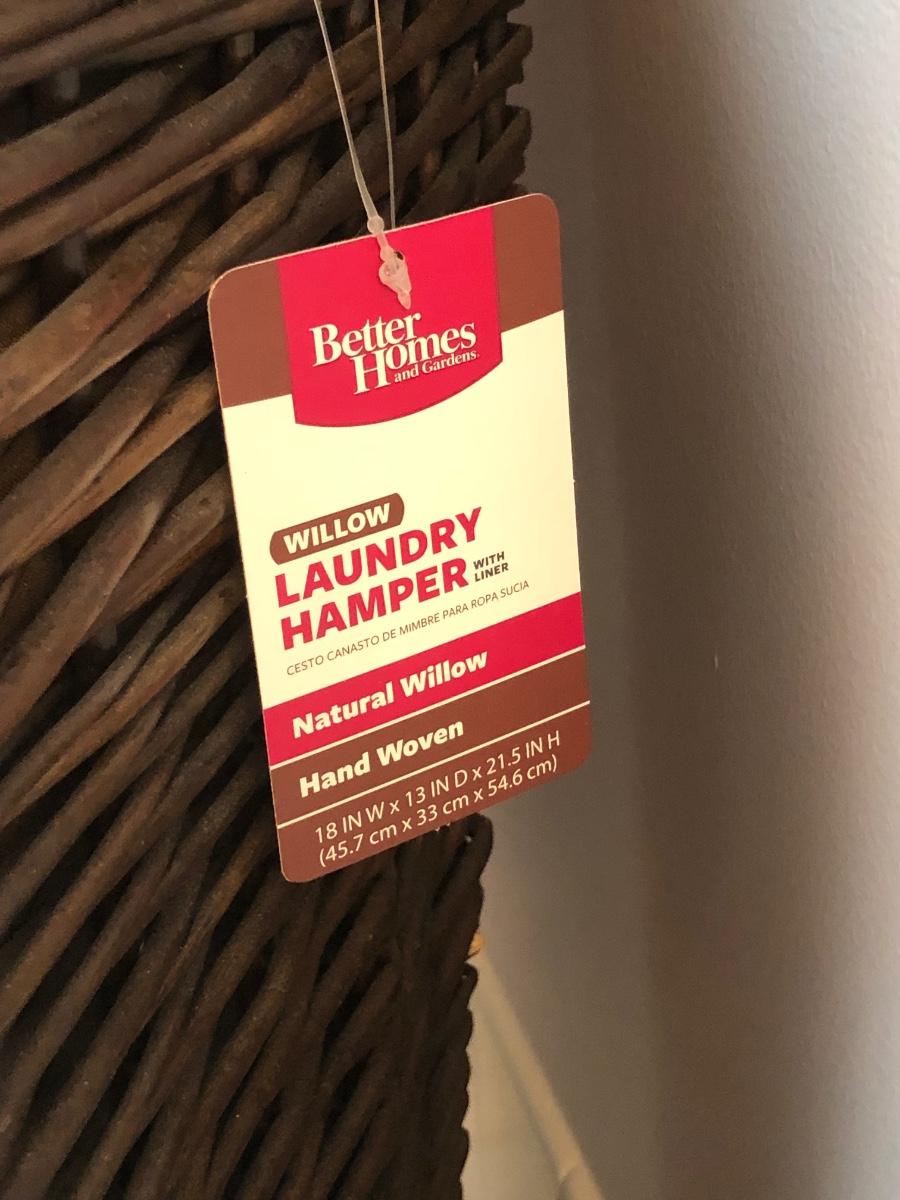 Better
Homes
and Gardens
WILLOW
LAUNDRY
HAMPER WITH LINER
CESTO CANASTO DE MIMBRE PARA ROPA SUCIA
Natural Willow
Hand Woven
18 IN W x 13 IN D x 21.5 IN H
(45.7 cm x 33 cm x 54.6 cm)